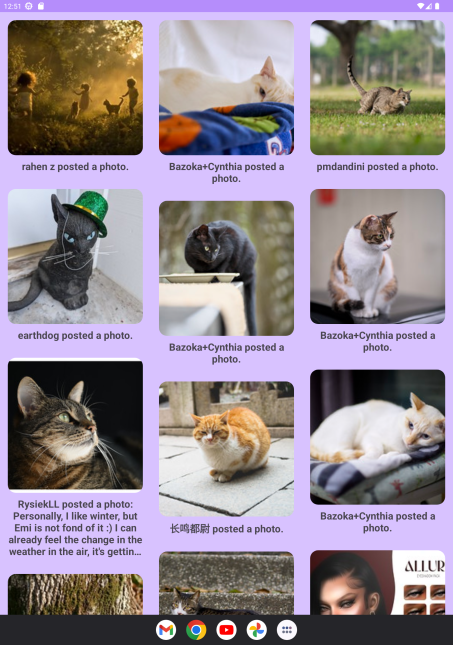 12:51
rahen z posted a photo.
Bazoka+Cynthia posted a
photo.
pmdandini posted a photo.
earthdog posted a photo.
Bazoka+Cynthia posted a
photo.
Bazoka+Cynthia posted a
photo.
RysiekLL posted a photo:
Personally, I like winter, but
Emi is not fond of it :) I can
already feel the change in the
weather in the air, it's gettin...
长鸣都尉 posted a photo.
Bazoka+Cynthia posted a
photo.
ALLUR